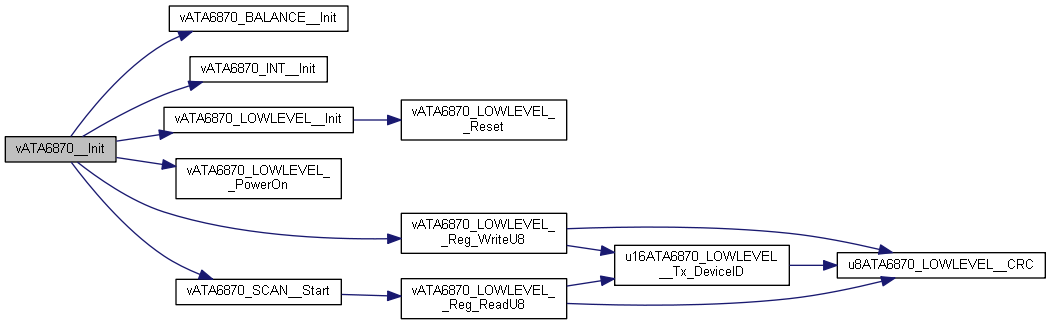 vATA6870_BALANCE__Init
vATA6870_INT__Init
vATA6870_LOWLEVEL__Init
vATA6870_LOWLEVEL_
_Reset
vATA6870__Init
vATA6870_LOWLEVEL_
_PowerOn
vATA6870_LOWLEVEL_
_Reg_WriteU8
u16ATA6870_LOWLEVEL
__Tx_DeviceID
u8ATA6870_LOWLEVEL__CRC
vATA6870_SCAN__Start
vATA6870_LOWLEVEL_
_Reg_ReadU8